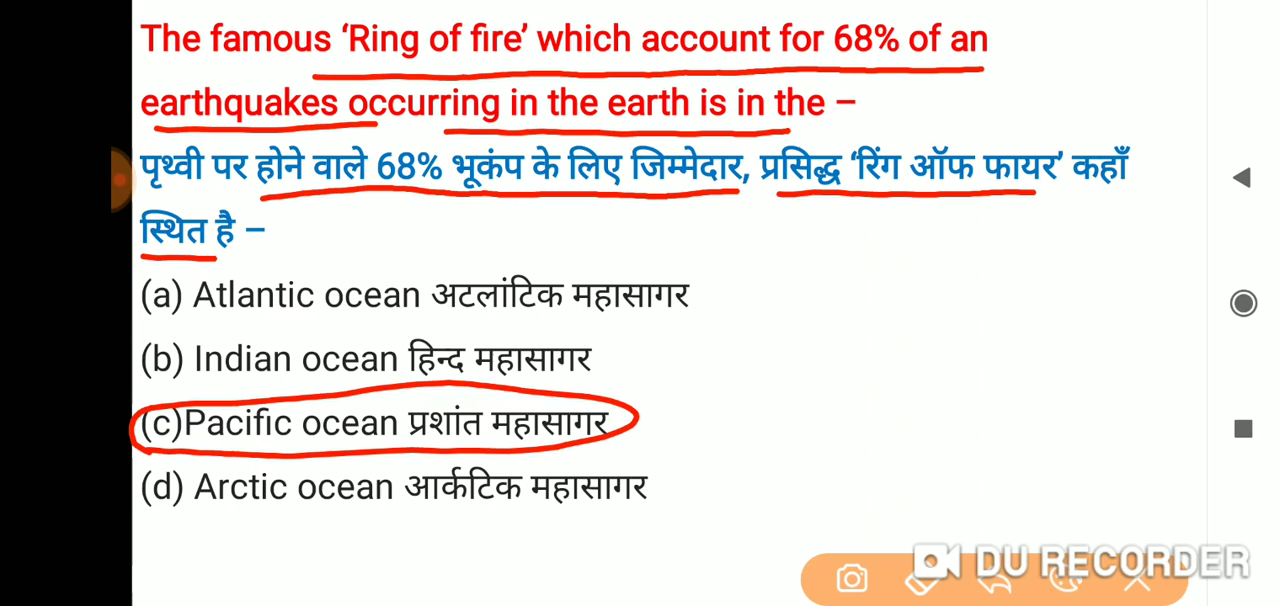 The famous ‘Ring of fire’ which account for 68% of an
earthquakes occurring in the earth is in the –
पृथ्वी पर होने वाले 68% भूकंप के लिए जिम्मेदार, प्रसिद्ध ‘रिंग ऑफ फायर’ कहाँ
स्थित है –
(a) Atlantic ocean अटलांटिक महासागर
(b) Indian ocean हिन्द महासागर
(c)Pacific ocean प्रशांत महासागर
(d) Arctic ocean आर्कटिक महासागर
DU RECORDER